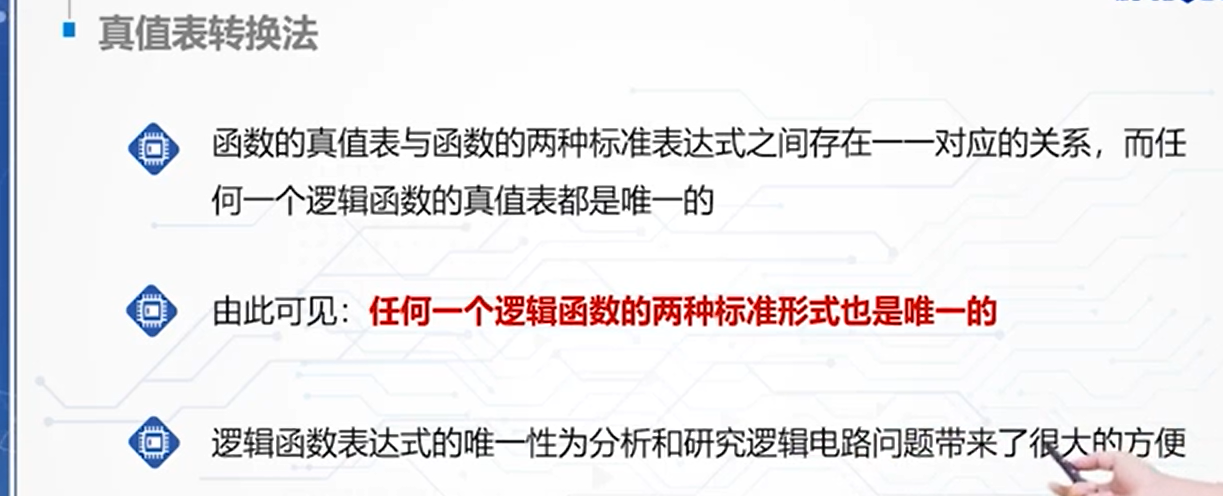 真值表转换法
函数的真值表与函数的两种标准表达式之间存在一一对应的关系，而任
何一个逻辑函数的真值表都是唯一的
由此可见：任何一个逻辑函数的两种标准形式也是唯一的
逻辑函数表达式的唯一性为分析和研究逻辑电路问题带来了很大的方便